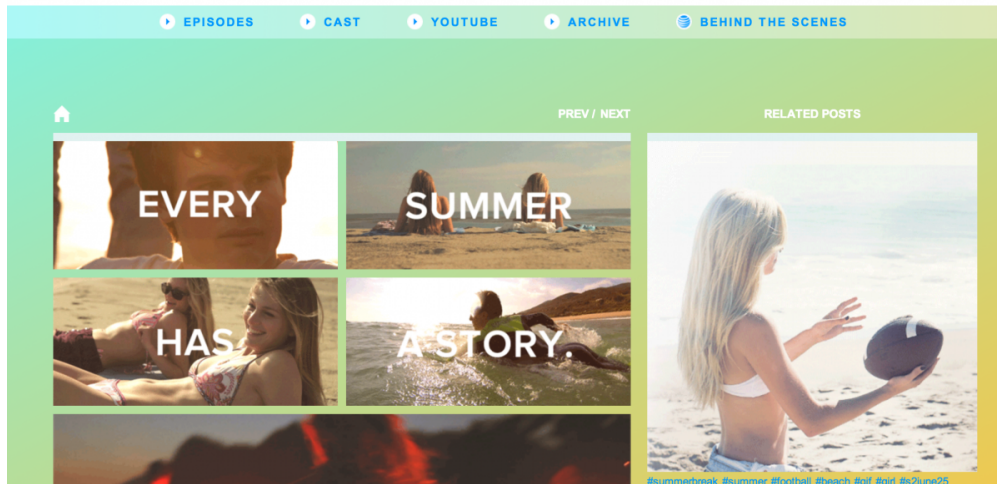 EPISODES CAST YOUTUBE ARCHIVE BEHIND THE SCENES
PREV / NEXT
RELATED POSTS
EVERY
SUMMER
HAS
A STORY.
#summerbreak #summer #football #beach #gif #girl #s2june25